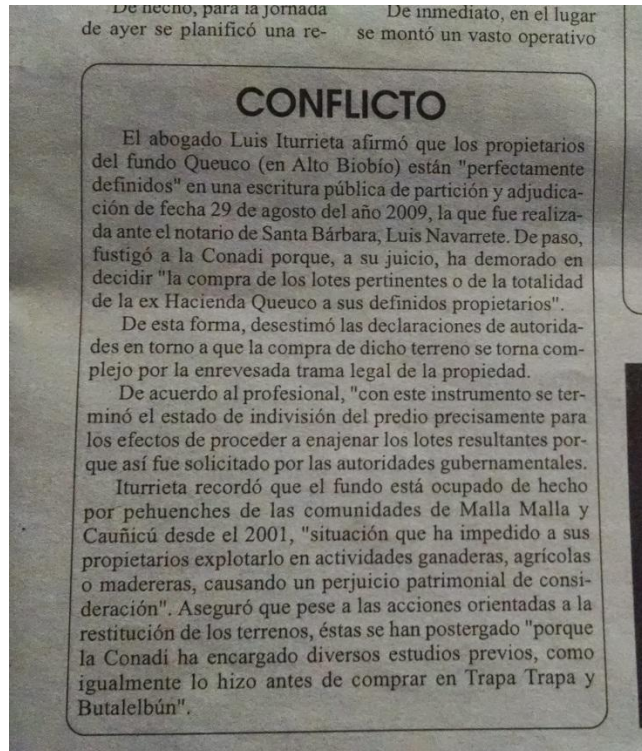 De hecho, para la jornada
de ayer se planificó una re-
De inmediato, en el lugar
se montó un vasto operativo
CONFLICTO
El abogado Luis Iturrieta afirmó que los propietarios
del fundo Queuco (en Alto Biobío) están "perfectamente
definidos" en una escritura pública de partición y adjudica-
ción de fecha 29 de agosto del año 2009, la que fue realiza-
da ante el notario de Santa Bárbara, Luis Navarrete. De paso,
fustigó a la Conadi porque, a su juicio, ha demorado en
decidir "la compra de los lotes pertinentes o de la totalidad
de la ex Hacienda Queuco a sus definidos propietarios".
De esta forma, desestimó las declaraciones de autorida-
des en torno a que la compra de dicho terreno se torna com-
plejo por la enrevesada trama legal de la propiedad.
De acuerdo al profesional, "con este instrumento se ter-
minó el estado de indivisión del predio precisamente para
los efectos de proceder a enajenar los lotes resultantes por-
que así fue solicitado por las autoridades gubernamentales.
Iturrieta recordó que el fundo está ocupado de hecho
por pehuenches de las comunidades de Malla Malla y
Cauñicú desde el 2001, "situación que ha impedido a sus
propietarios explotarlo en actividades ganaderas, agrícolas
o madereras, causando un perjuicio patrimonial de consi-
deración". Aseguró que pese a las acciones orientadas a la
restitución de los terrenos, éstas se han postergado "porque
la Conadi ha encargado diversos estudios previos, como
igualmente lo hizo antes de comprar en Trapa Trapa y
Butalelbún".